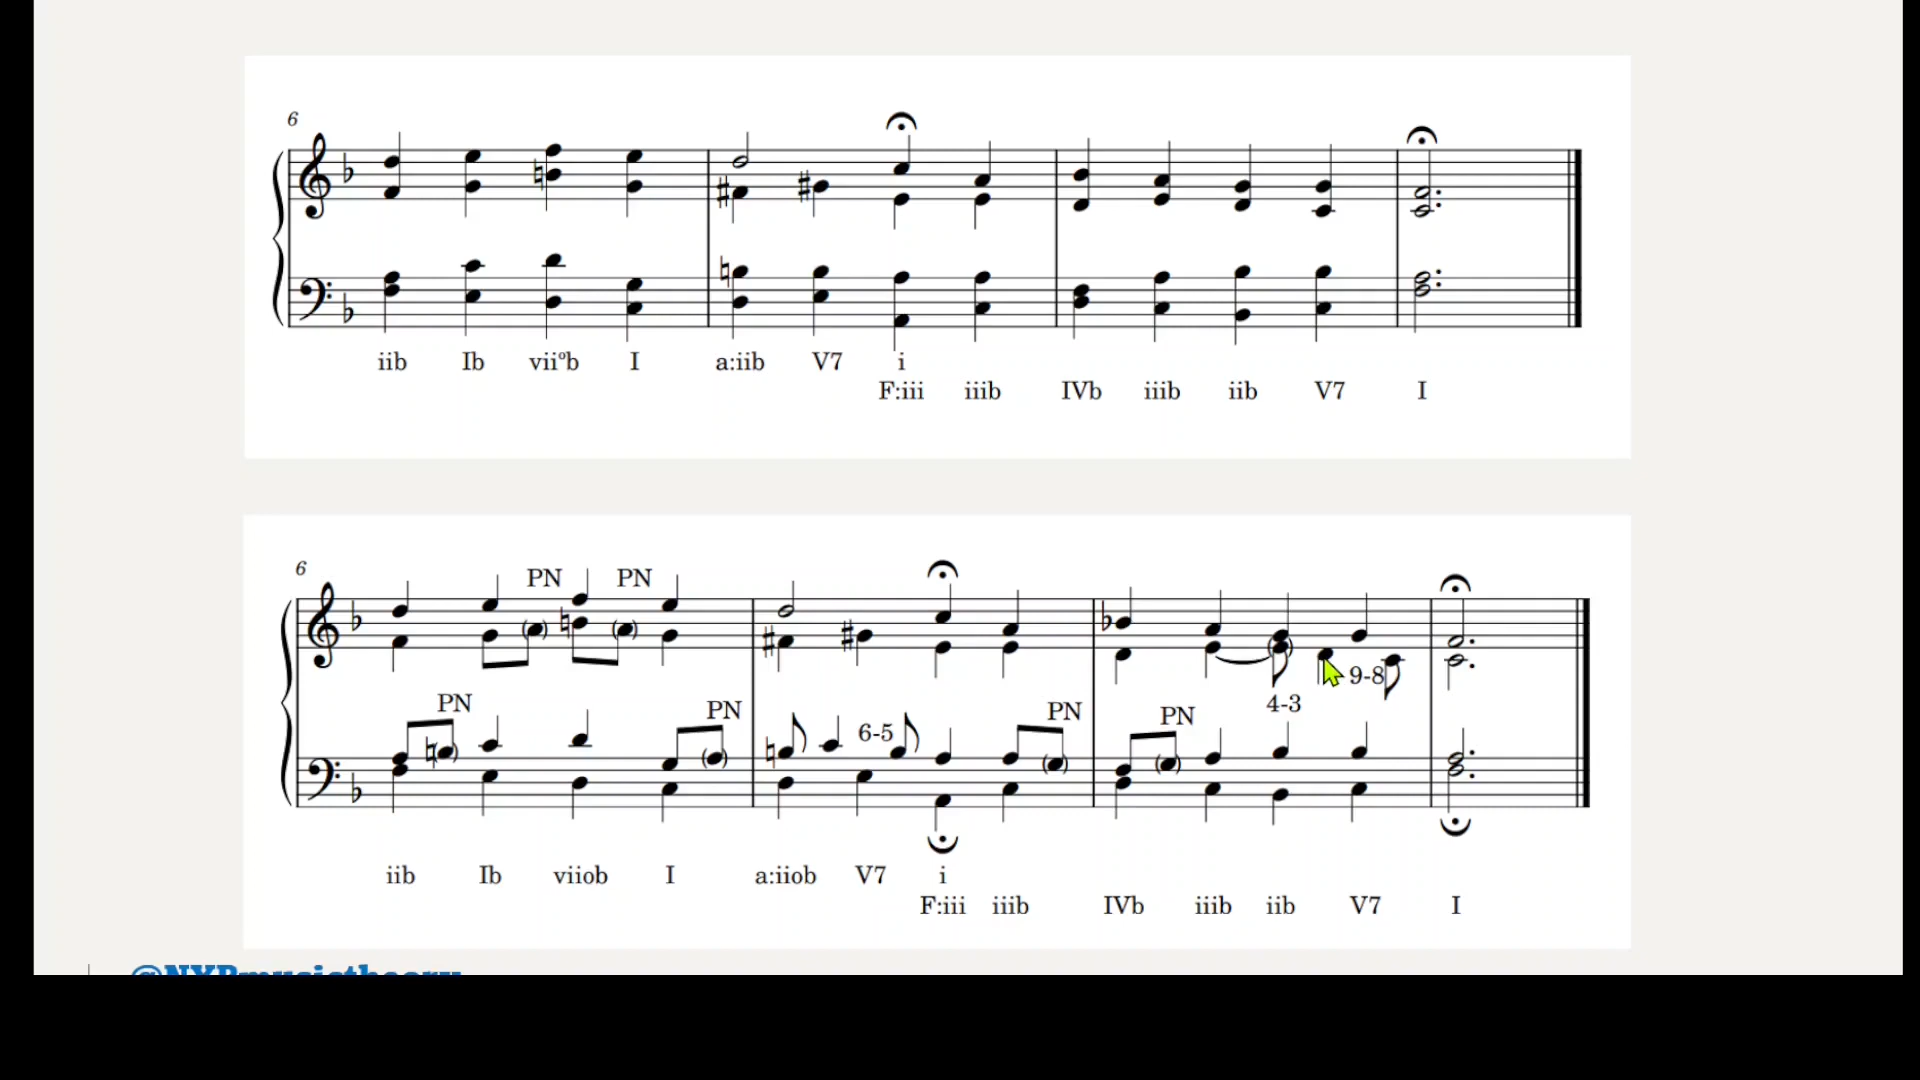 6
iib Ib vii°b I a:iib V7 i
F:iii iiib IVb iiib iib V7 I
6
PN PN
PN PN 6-5 PN PN 4-3 9-8
iib Ib viiob I a:iiob V7 i
F:iii iiib IVb iiib iib V7 I
@NYBmusictheory